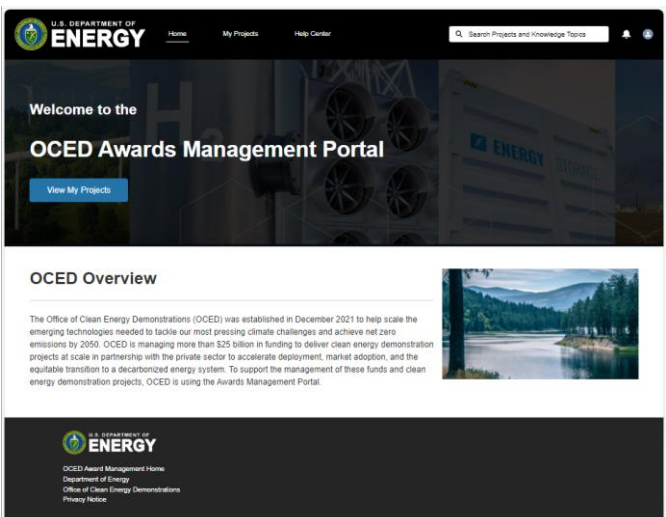 U.S. DEPARTMENT OF
ENERGY
Home
My Projects
Help Center
Search Projects and Knowledge Topics
Welcome to the
OCED Awards Management Portal
View My Projects
H2
ENERGY STORAGE
OCED Overview
The Office of Clean Energy Demonstrations (OCED) was established in December 2021 to help scale the
emerging technologies needed to tackle our most pressing climate challenges and achieve net zero
emissions by 2050. OCED is managing more than $25 billion in funding to deliver clean energy demonstration
projects at scale in partnership with the private sector to accelerate deployment, market adoption, and the
equitable transition to a decarbonized energy system. To support the management of these funds and clean
energy demonstration projects, OCED is using the Awards Management Portal.
U.S. DEPARTMENT OF
ENERGY
OCED Award Management Home
Department of Energy
Office of Clean Energy Demonstrations
Privacy Notice